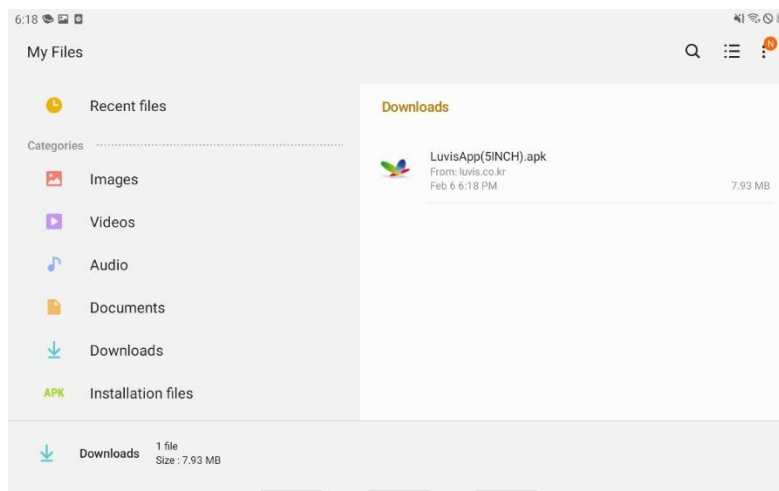 6:18
My Files
N
Recent files
Categories
Images
Videos
Audio
Documents
Downloads
APK Installation files
Downloads
LuvisApp(5INCH).apk
From: luvis.co.kr
Feb 6 6:18 PM 7.93 MB
Downloads
1 file
Size : 7.93 MB